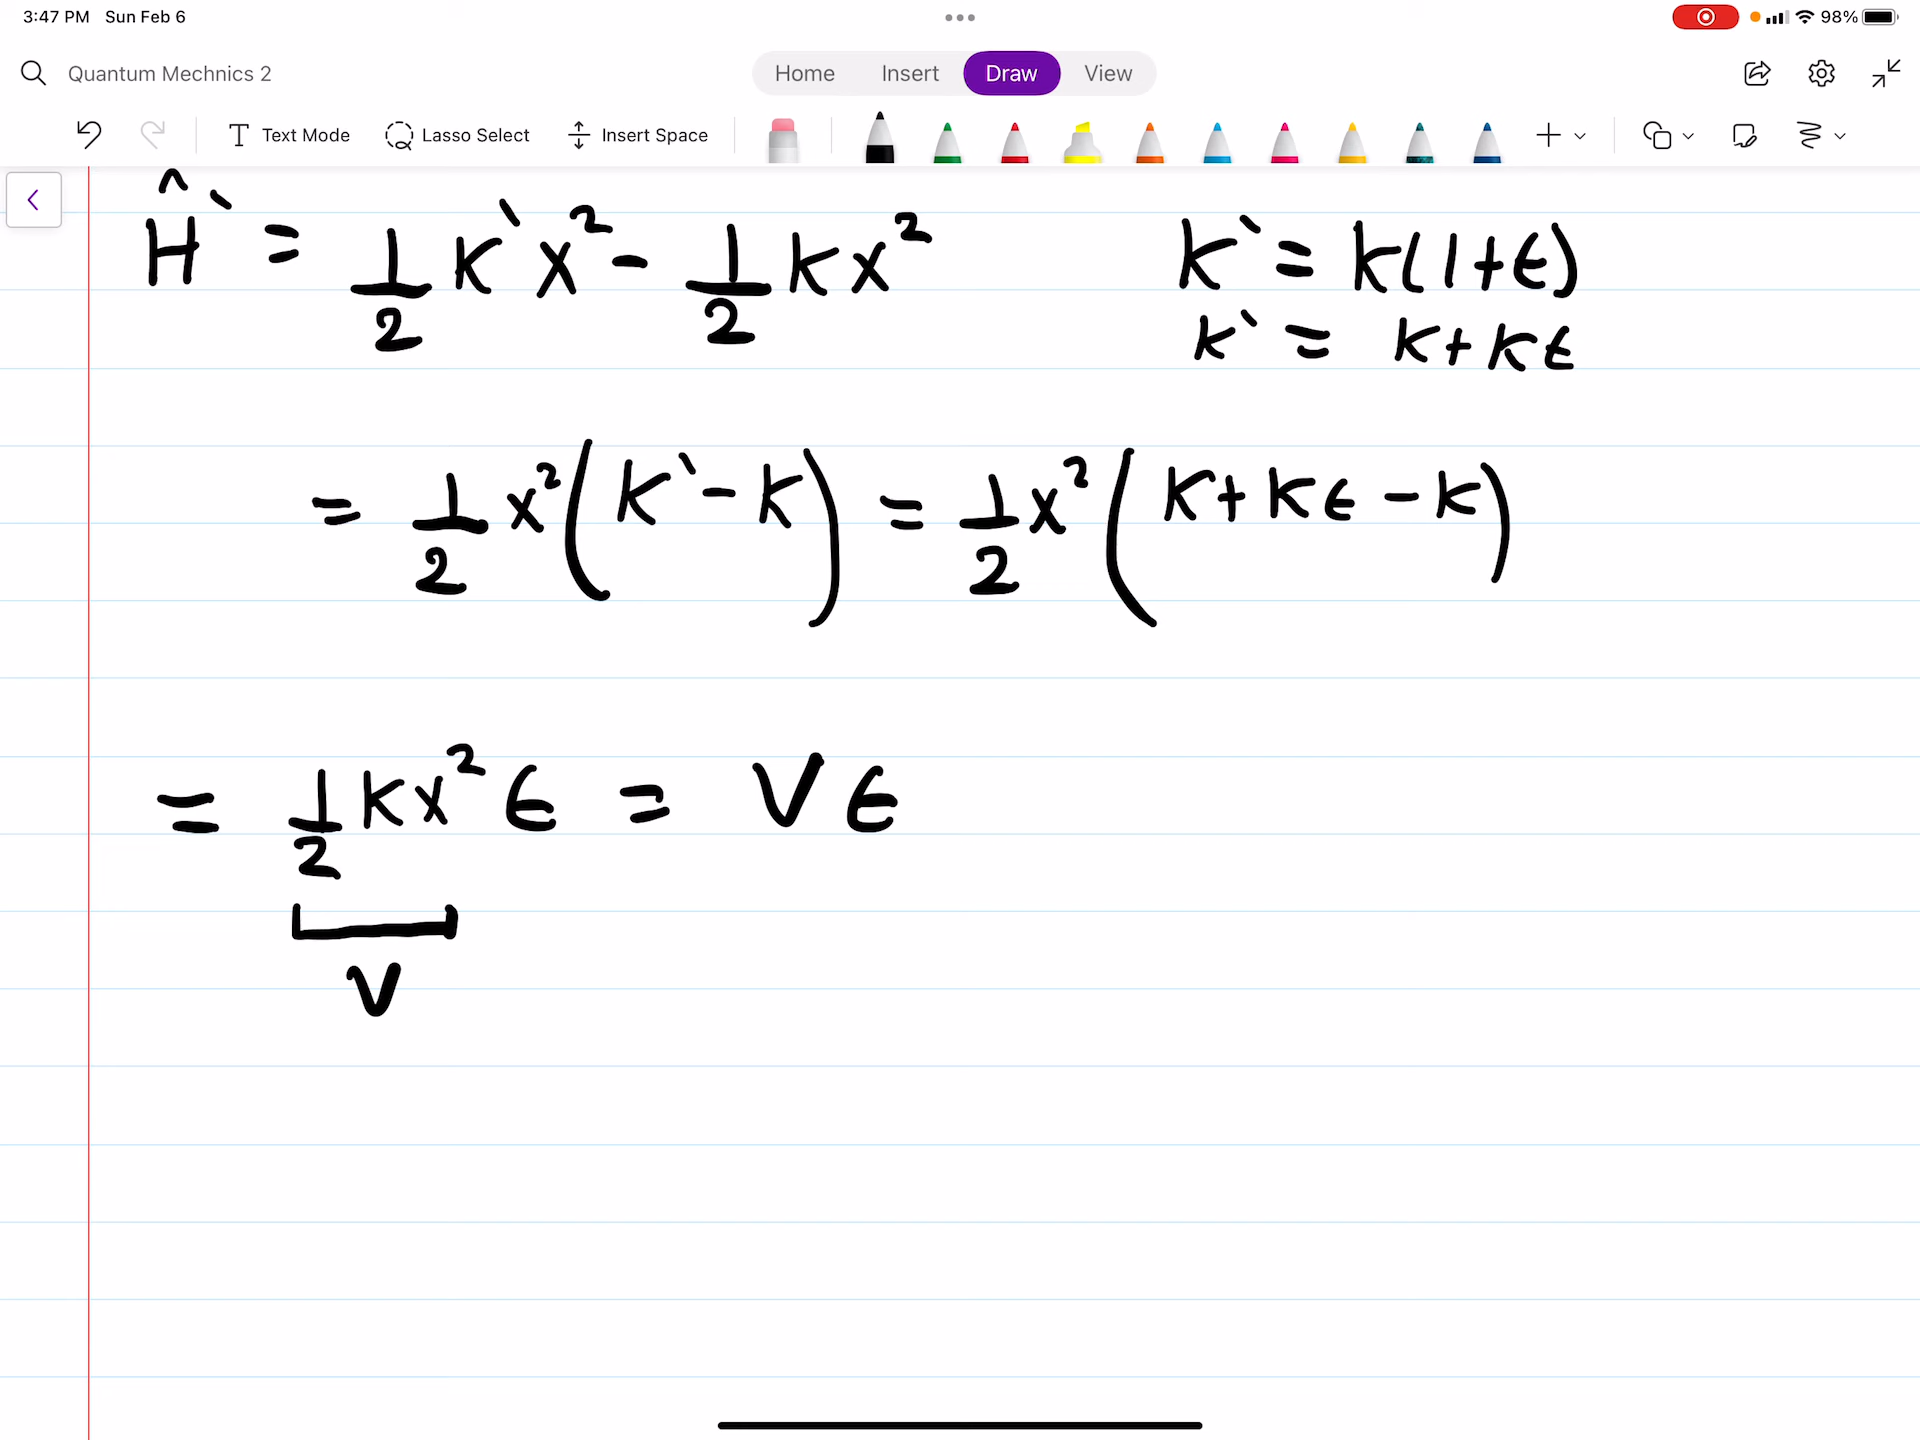 3:47 PM Sun Feb 6 98%
Quantum Mechnics 2 Home Insert Draw View
Text Mode Lasso Select Insert Space
Ĥ` = 1/2 K`x² - 1/2 kx² K` = k(1+ϵ)
K` = K+Kϵ
= 1/2 x² (K` - K) = 1/2 x² (K+Kϵ - K)
= 1/2 Kx² ϵ = Vϵ
V